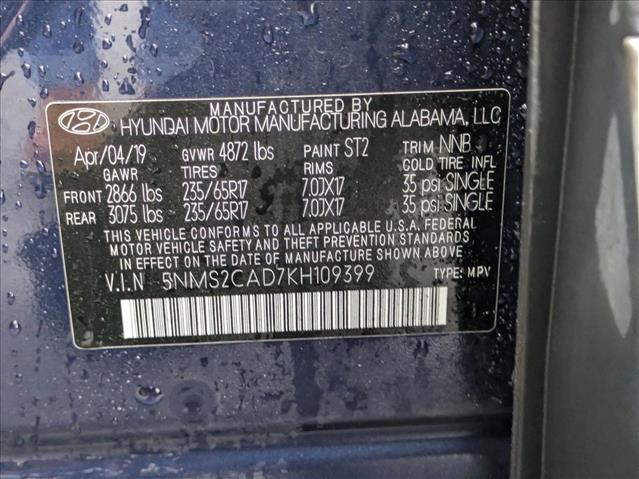 MANUFACTURED BY
HYUNDAI MOTOR MANUFACTURING ALABAMA, LLC
Apr/04/19 GVWR 4872 lbs PAINT ST2 TRIM NNB
GAWR TIRES RIMS COLD TIRE INFL
FRONT 2866 lbs 235/65R17 7.0JX17 35 psi SINGLE
REAR 3075 lbs 235/65R17 7.0JX17 35 psi SINGLE
THIS VEHICLE CONFORMS TO ALL APPLICABLE U.S.A. FEDERAL
MOTOR VEHICLE SAFETY BUMPER, AND THEFT PREVENTION STANDARDS
IN EFFECT ON THE DATE OF MANUFACTURE SHOWN ABOVE.
V.I.N 5NMS2CAD7KH109399 TYPE: MPV